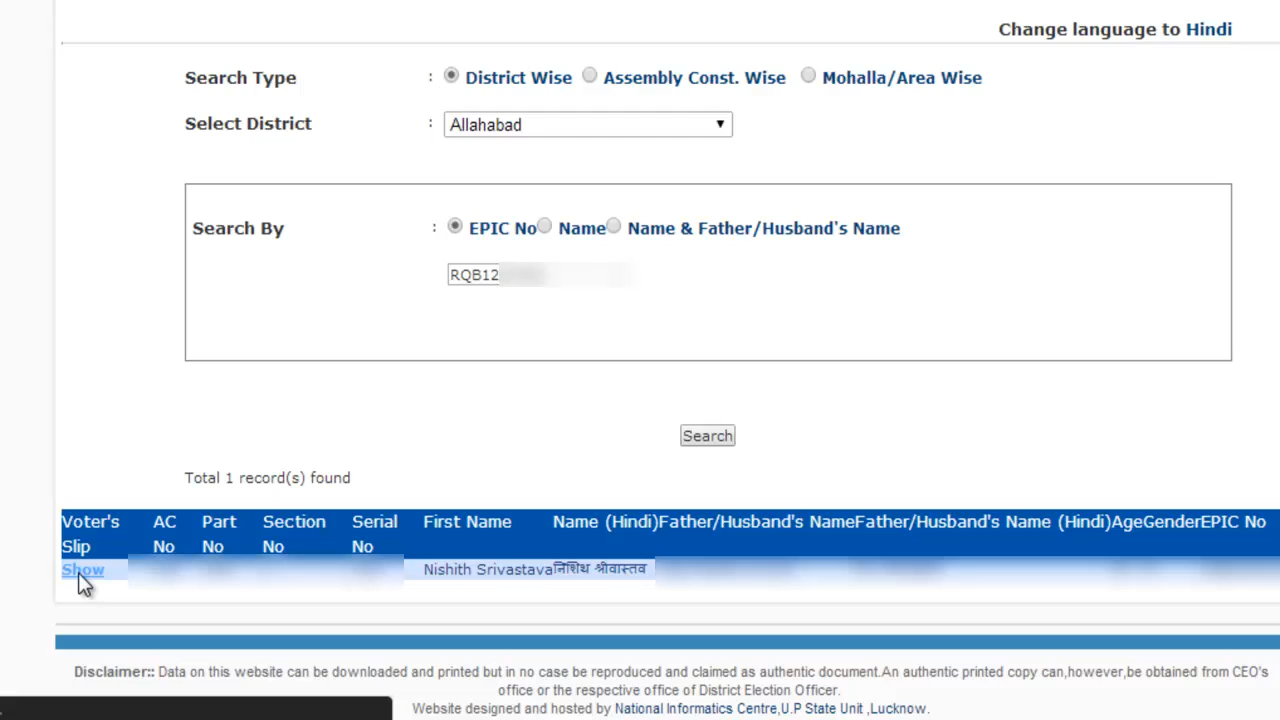 Change language to Hindi
Search Type : District Wise Assembly Const. Wise Mohalla/Area Wise
Select District : Allahabad
Search By : EPIC No Name Name & Father/Husband's Name
RQB12
Search
Total 1 record(s) found
Voter's Slip AC No Part No Section No Serial No First Name Name (Hindi) Father/Husband's Name Father/Husband's Name (Hindi) Age Gender EPIC No
Show Nishith Srivastava निशिथ श्रीवास्तव
Disclaimer:: Data on this website can be downloaded and printed but in no case be reproduced and claimed as authentic document.An authentic printed copy can,however,be obtained from CEO's
office or the respective office of District Election Officer.
Website designed and hosted by National Informatics Centre,U.P State Unit ,Lucknow.